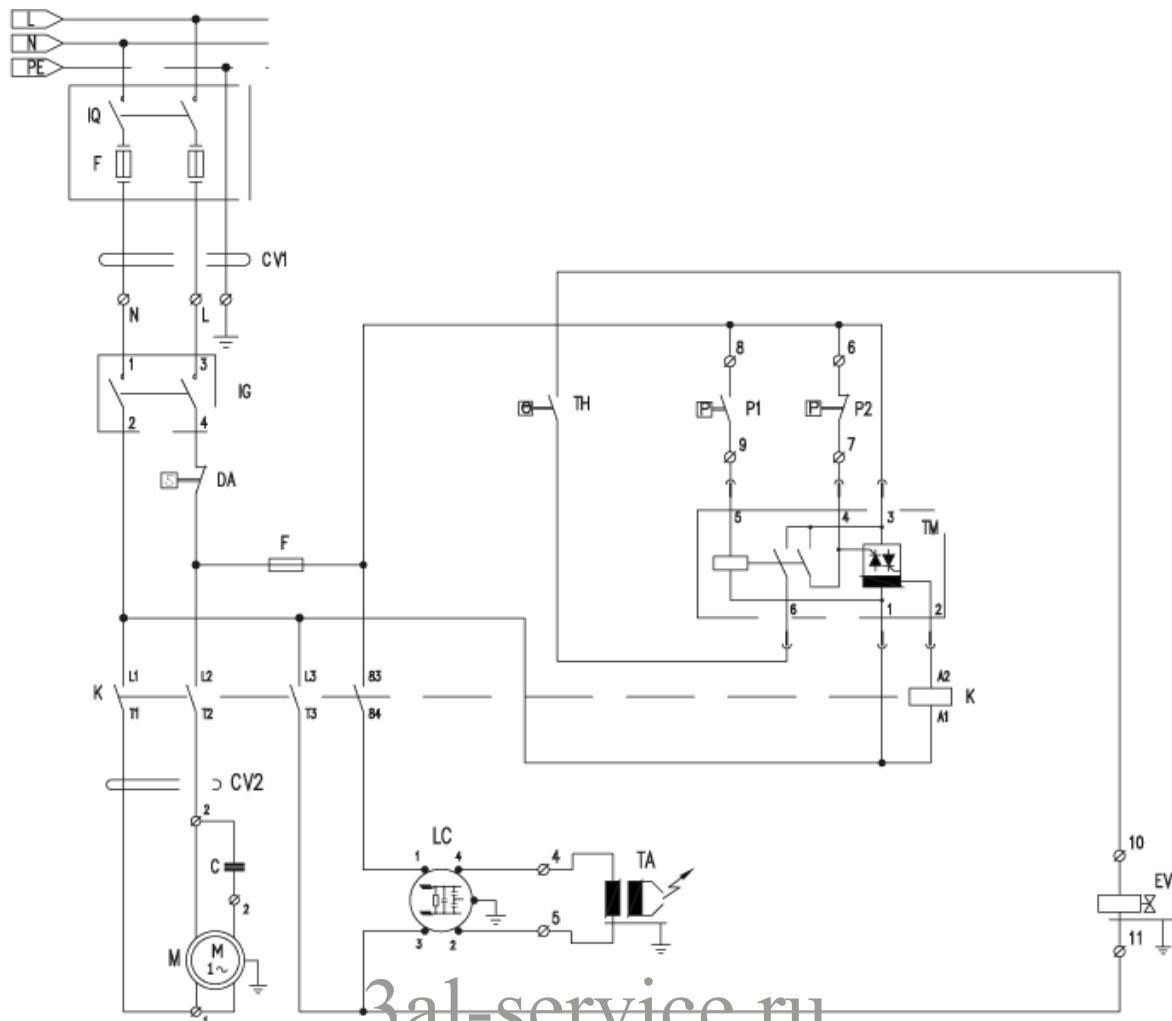 L
N
PE
IQ
F
CV1
N
L
1
3
IG
2
4
DA
F
8
6
TH
P
P1
P
P2
9
7
5
4
3
TM
6
1
2
L1
L2
L3
83
A2
K
K
T1
T2
T3
84
A1
CV2
2
C
2
M
M
1~
1
LC
1
4
4
TA
3
2
5
10
EV
11
3al-service.ru